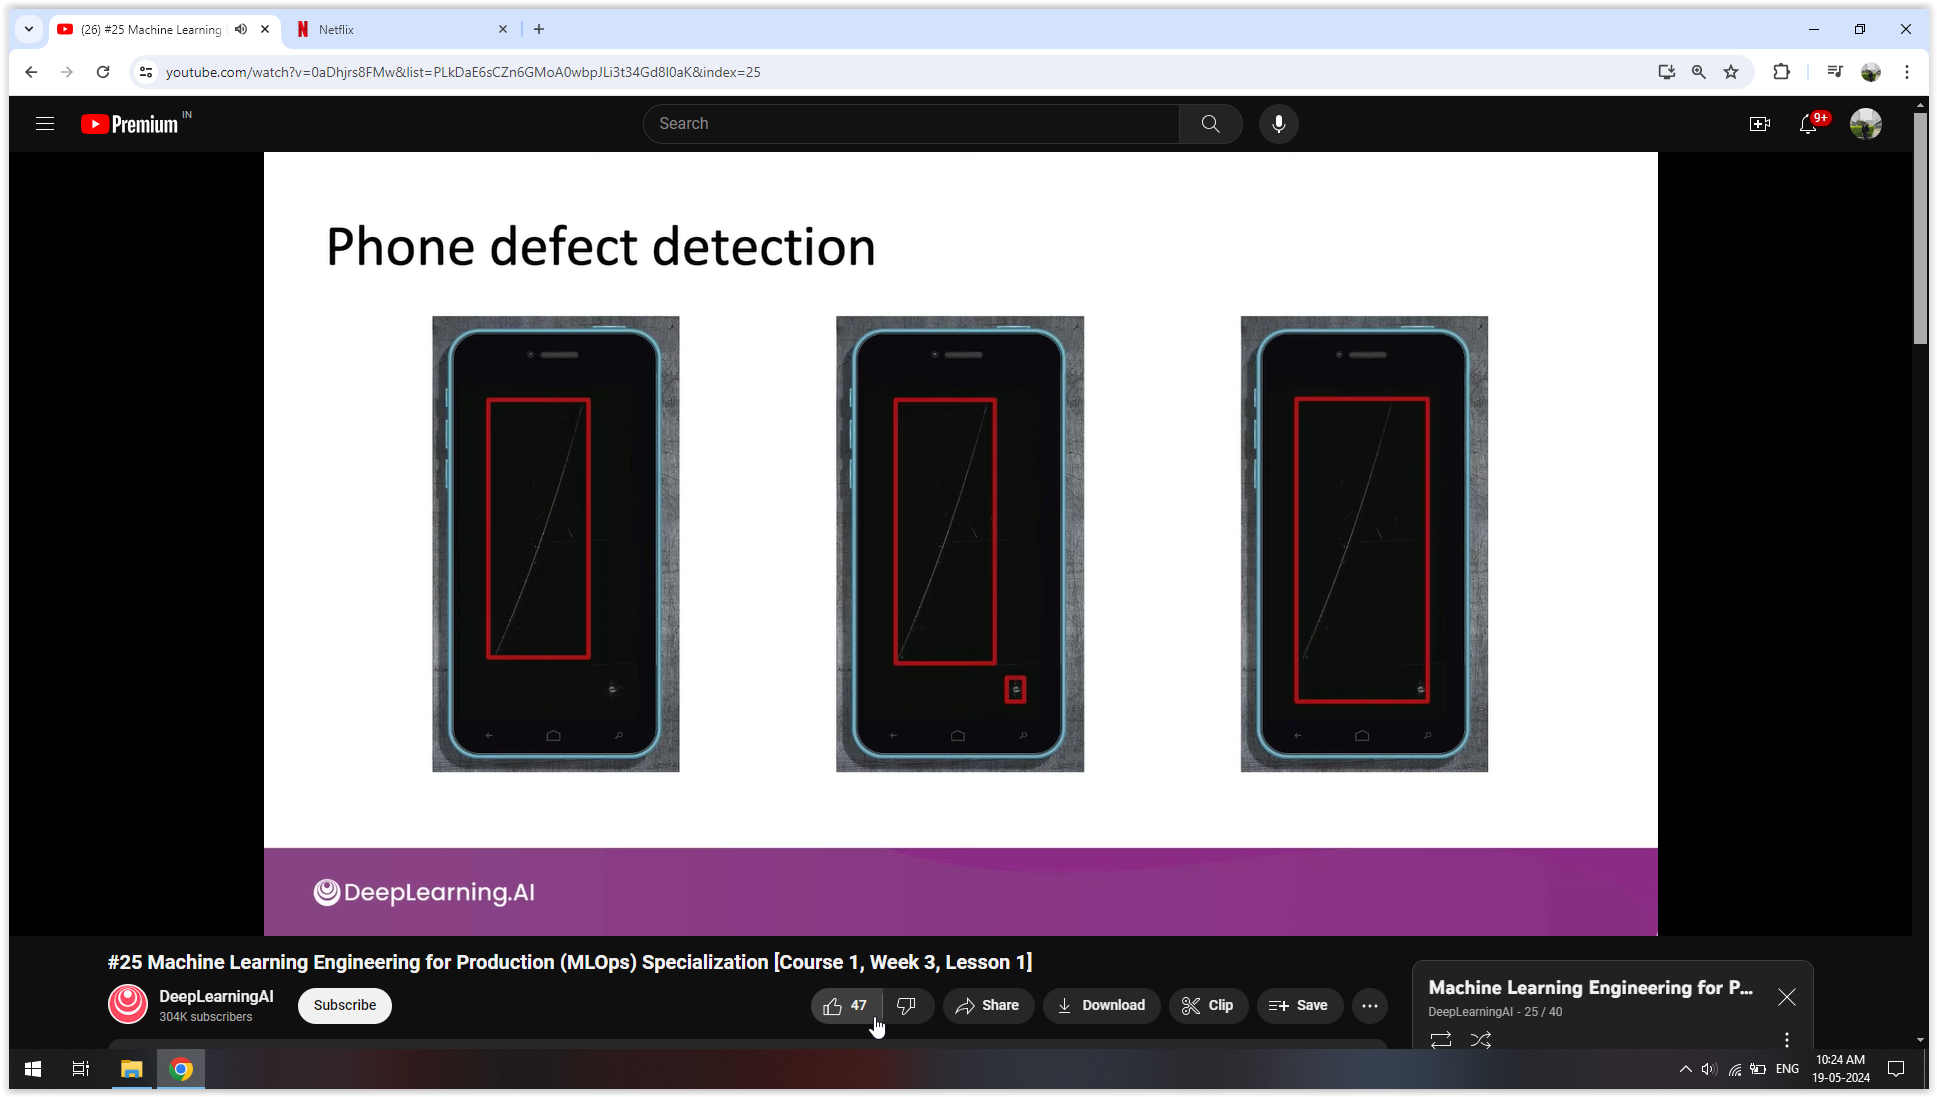 (26) #25 Machine Learning
Netflix
youtube.com/watch?v=0aDhjrs8FMw&list=PLkDaE6sCZn6GMoA0wbpJLi3t34Gd8I0aK&index=25
Premium IN
Search
9+
Phone defect detection
DeepLearning.AI
#25 Machine Learning Engineering for Production (MLOps) Specialization [Course 1, Week 3, Lesson 1]
DeepLearningAI
304K subscribers
Subscribe
47
Share
Download
Clip
Save
Machine Learning Engineering for P...
DeepLearningAI - 25 / 40
ENG
10:24 AM
19-05-2024